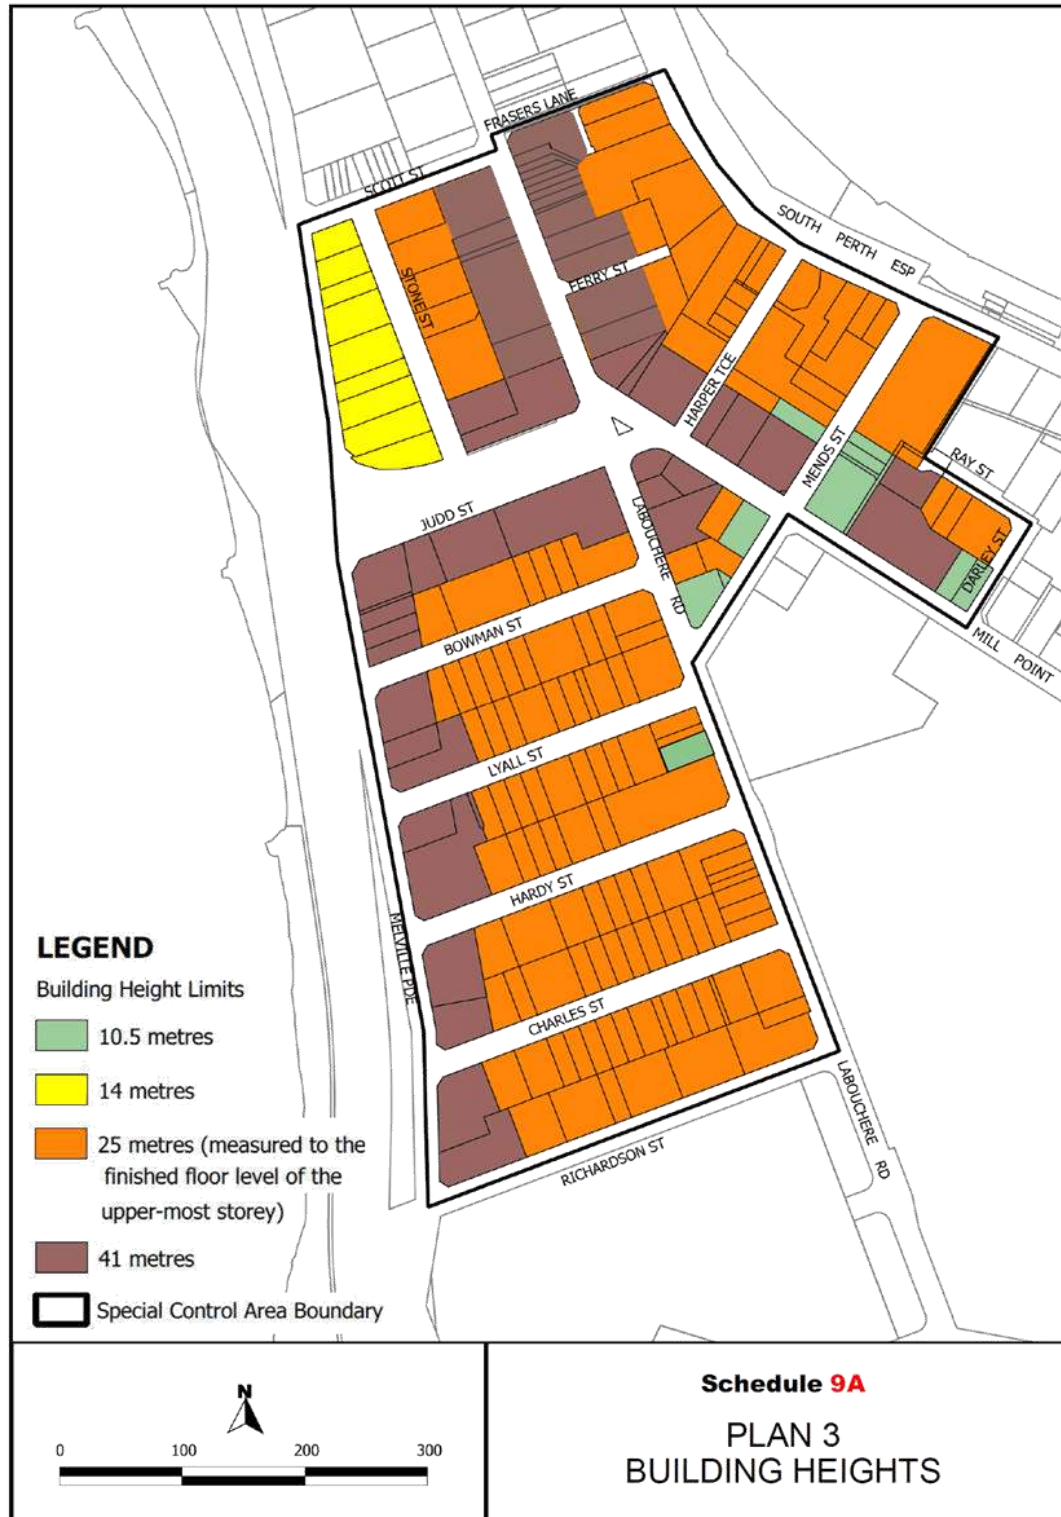 FRASERS LANE
SCOTT ST
SOUTH PERTH ESP
STONE ST
FERRY ST
HARPER TCE
MENDS ST
RAY ST
JUDD ST
LABOUCHERE RD
DARLEY ST
BOWMAN ST
MILL POINT
LYALL ST
HARDY ST
MELVILLE PDE
CHARLES ST
LABOUCHERE RD
RICHARDSON ST
LEGEND
Building Height Limits
10.5 metres
14 metres
25 metres (measured to the
finished floor level of the
upper-most storey)
41 metres
Special Control Area Boundary
N
0 100 200 300
Schedule 9A
PLAN 3
BUILDING HEIGHTS